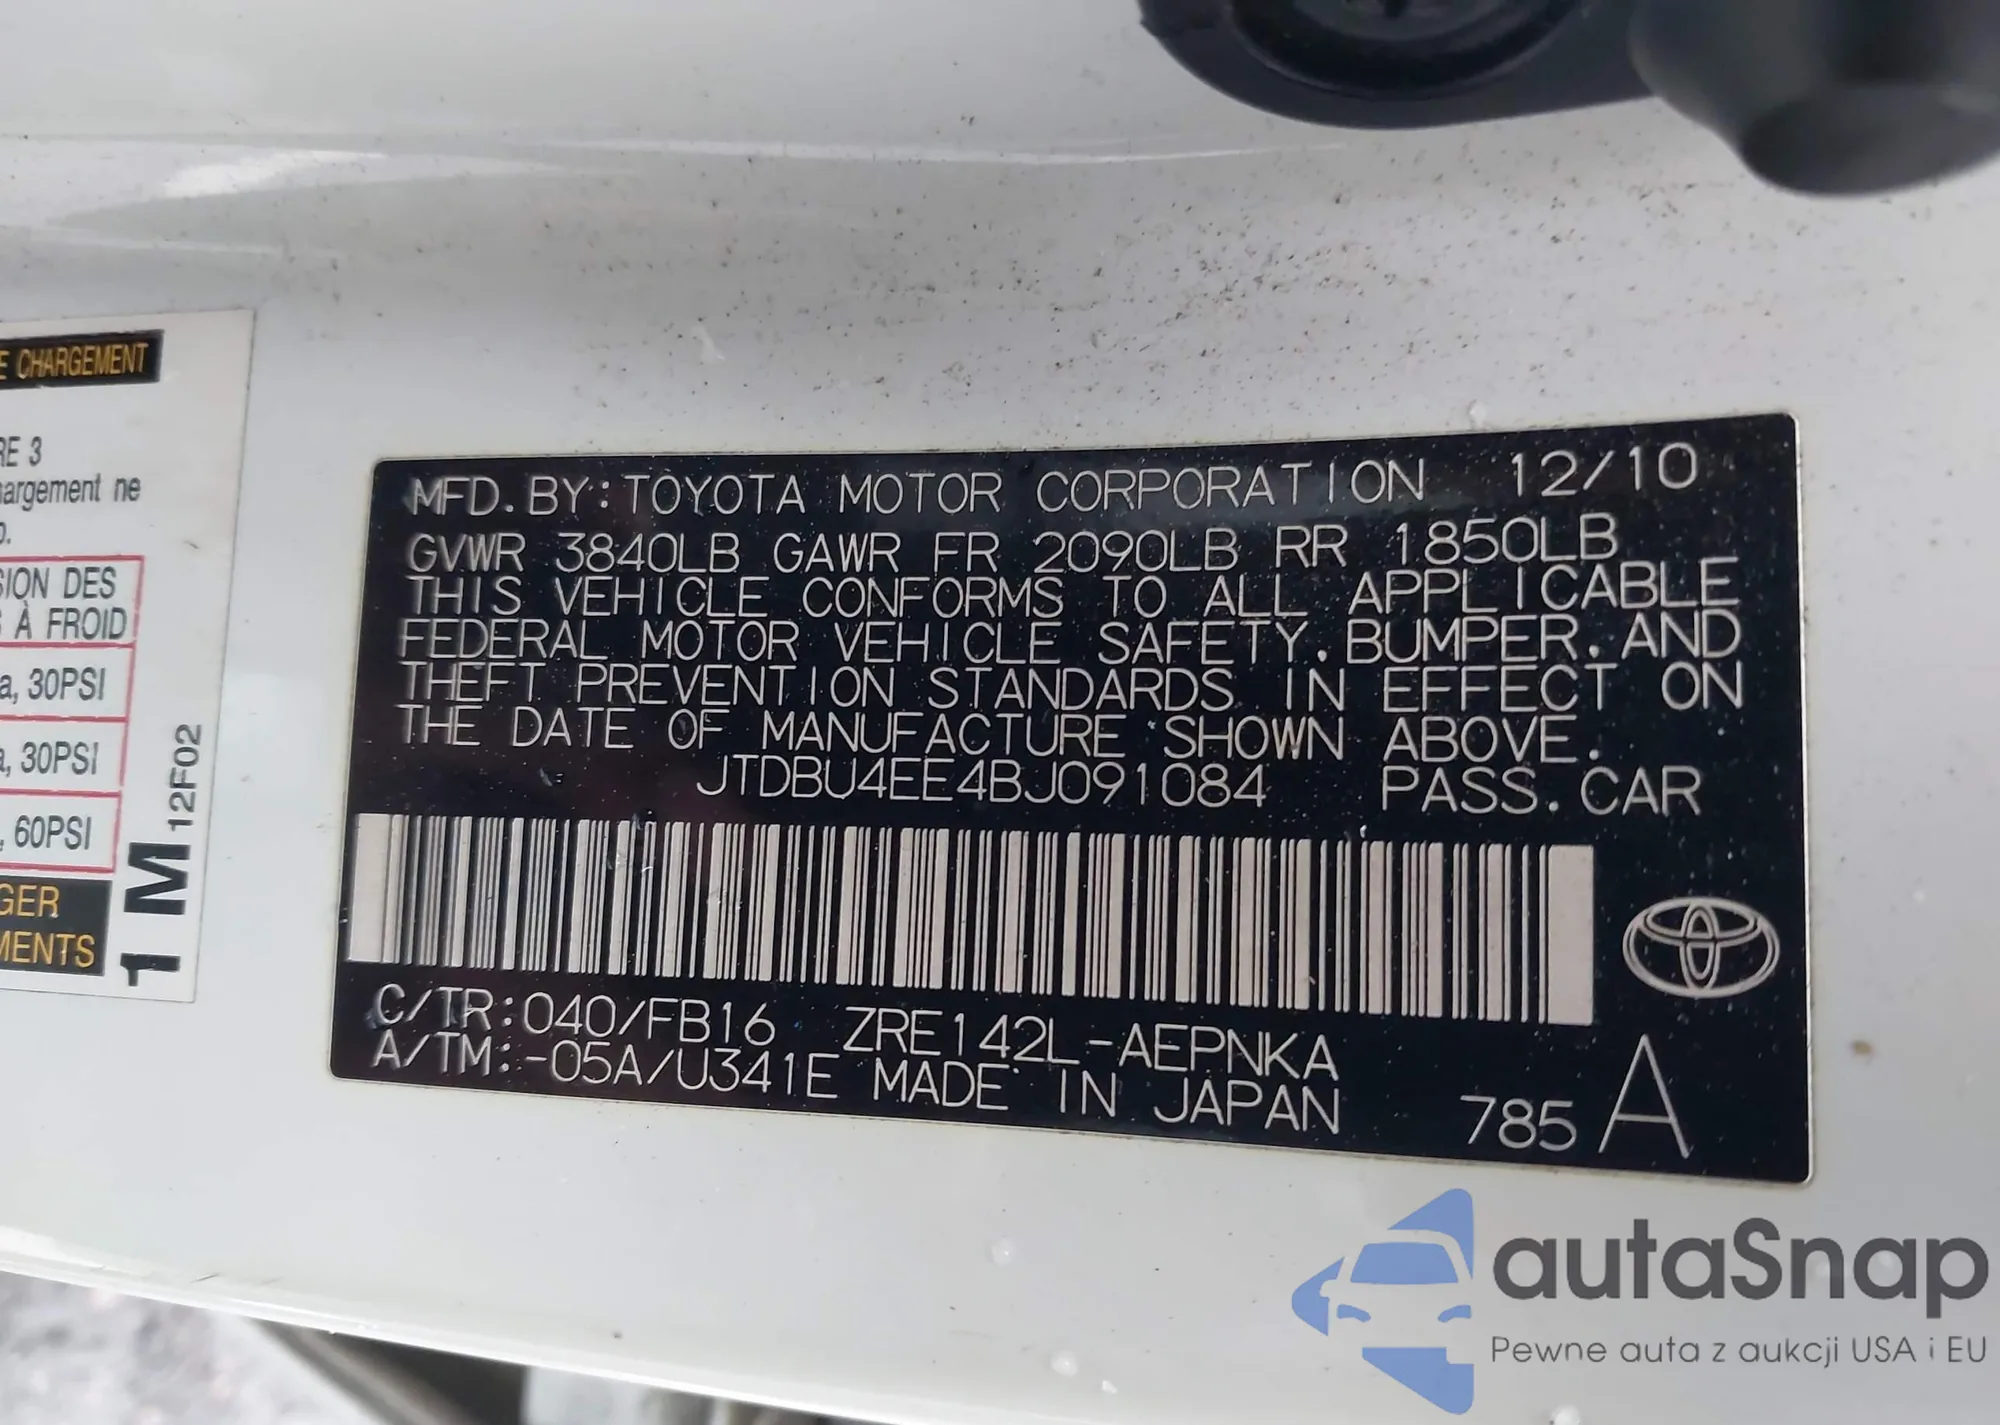 E CHARGEMENT
RE 3
argement ne
SION DES
À FROID
a, 30PSI
a, 30PSI
, 60PSI
GER
MENTS
1 M 12F02
MFD. BY: TOYOTA MOTOR CORPORATION 12/10
GVWR 3840LB GAWR FR 2090LB RR 1850LB
THIS VEHICLE CONFORMS TO ALL APPLICABLE
FEDERAL MOTOR VEHICLE SAFETY, BUMPER, AND
THEFT PREVENTION STANDARDS IN EFFECT ON
THE DATE OF MANUFACTURE SHOWN ABOVE.
JTDBU4EE4BJ091084 PASS. CAR
C/TR: 040/FB16 ZRE142L-AEPNKA
A/TM: -05A/U341E MADE IN JAPAN
785 A
autaSnap
Pewne auta z aukcji USA i EU